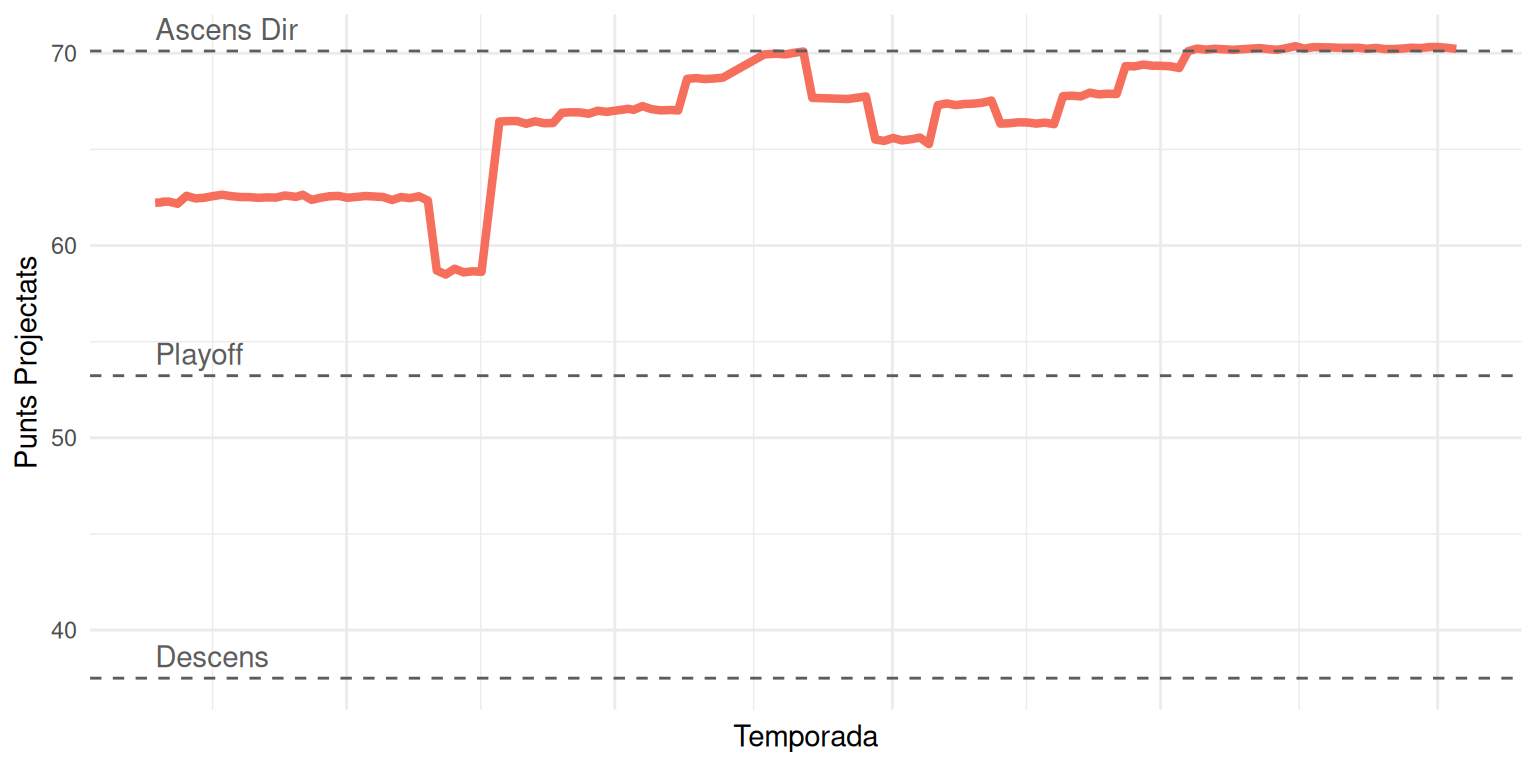 Ascens Dir
70
60
Playoff
50
40
Descens
Punts Projectats
Temporada